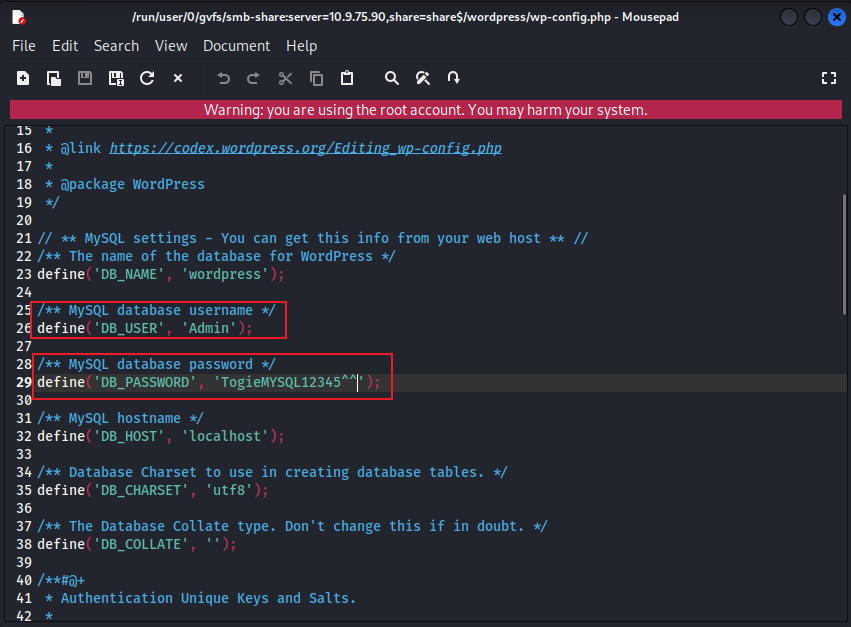 /run/user/0/gvfs/smb-share:server=10.9.75.90,share=share$/wordpress/wp-config.php - Mousepad
File Edit Search View Document Help
Warning: you are using the root account. You may harm your system.
15 *
16 * @link https://codex.wordpress.org/Editing_wp-config.php
17 *
18 * @package WordPress
19 */
20
21 // ** MySQL settings - You can get this info from your web host ** //
22 /** The name of the database for WordPress */
23 define('DB_NAME', 'wordpress');
24
25 /** MySQL database username */
26 define('DB_USER', 'Admin');
27
28 /** MySQL database password */
29 define('DB_PASSWORD', 'TogieMYSQL12345^^');
30
31 /** MySQL hostname */
32 define('DB_HOST', 'localhost');
33
34 /** Database Charset to use in creating database tables. */
35 define('DB_CHARSET', 'utf8');
36
37 /** The Database Collate type. Don't change this if in doubt. */
38 define('DB_COLLATE', '');
39
40 /**#@+
41 * Authentication Unique Keys and Salts.
42 *